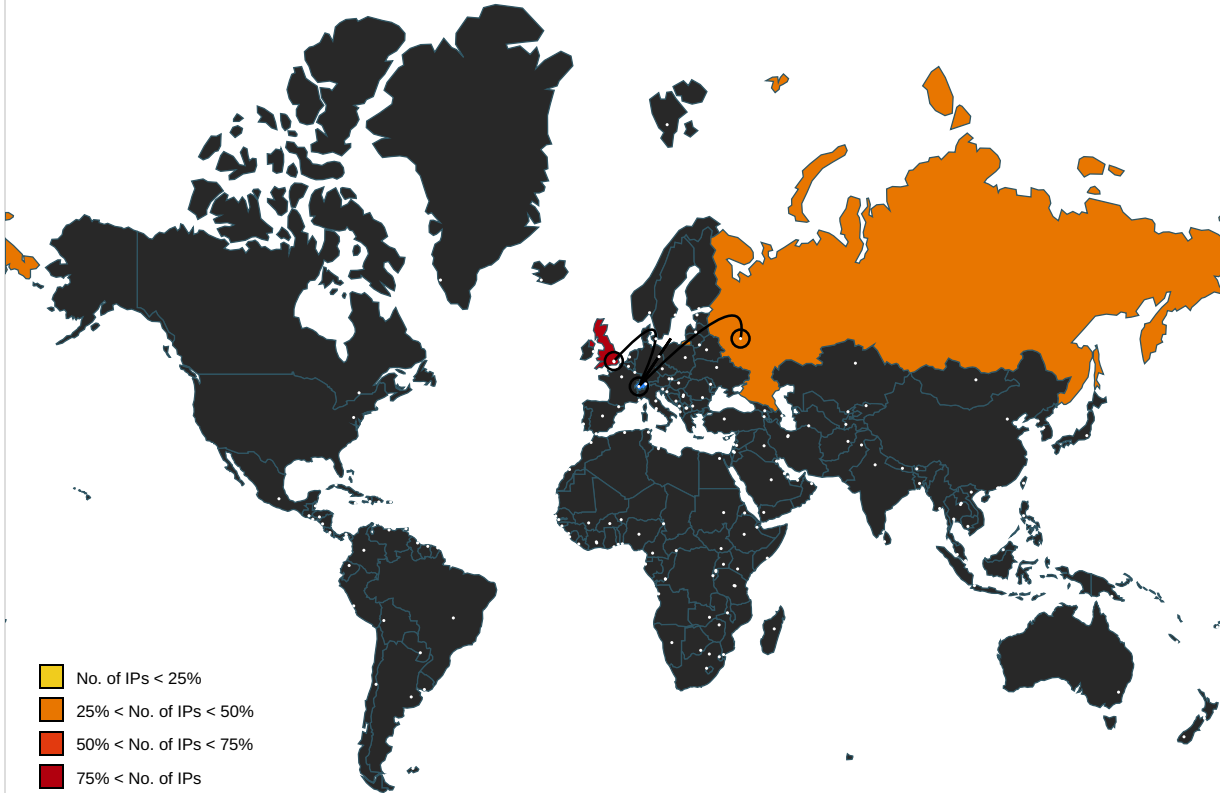 No. of IPs < 25%
25% < No. of IPs < 50%
50% < No. of IPs < 75%
75% < No. of IPs